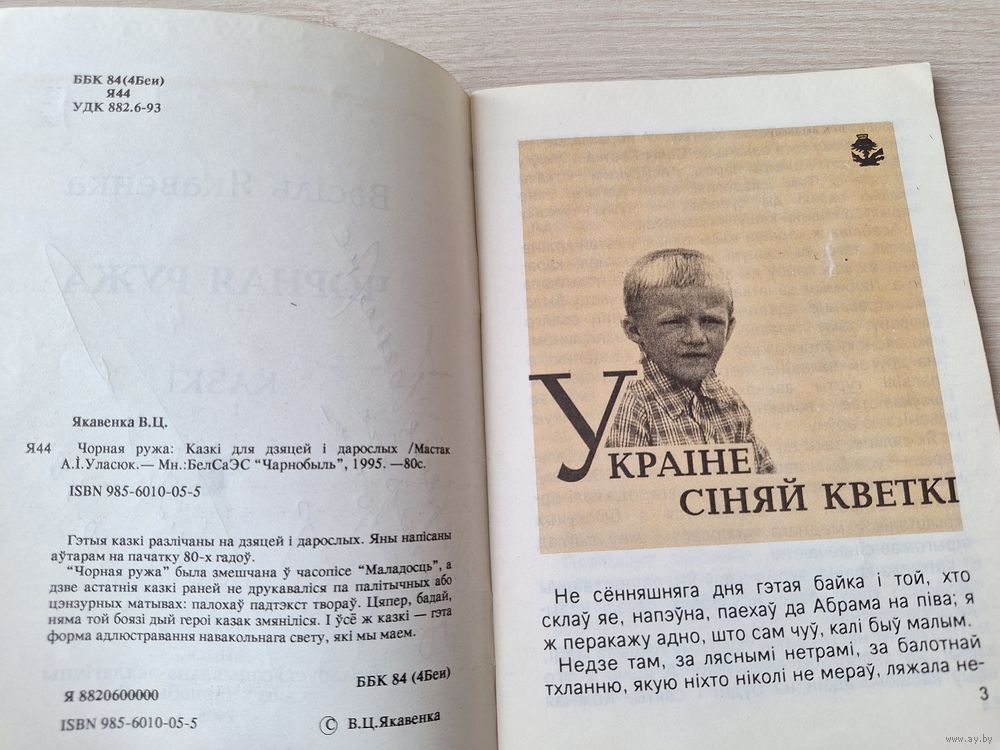 ББК 84(4Беи)
Я44
УДК 882.6-93
Якавенка В.Ц.
Я44 Чорная ружа: Казкі для дзяцей і дарослых /Мастак
А.І.Уласюк.— Мн.:БелСаЭС “Чарнобыль”, 1995. —80с.
ISBN 985-6010-05-5
Гэтыя казкі разлічаны на дзяцей і дарослых. Яны напісаны
аўтарам на пачатку 80-х гадоў.
“Чорная ружа” была змешчана ў часопісе “Маладосць”, а
дзве астатнія казкі раней не друкаваліся па палітычных або
цэнзурных матывах: палохаў падтэкст твораў. Цяпер, бадай,
няма той боязі дый героі казак змяніліся. І ўсё ж казкі — гэта
форма адлюстравання навакольнага свету, які мы маем.
ББК 84 (4Беи)
Я 8820600000
ISBN 985-6010-05-5
© В.Ц.Якавенка
У КРАІНЕ
СІНЯЙ КВЕТКІ
Не сённяшняга дня гэтая байка і той, хто
склаў яе, напэўна, паехаў да Абрама на піва; я
ж перакажу адно, што сам чуў, калі быў малым.
Недзе там, за ляснымі нетрамі, за балотнай
тхланню, якую ніхто ніколі не мераў, ляжала не-
3
www.ay.by